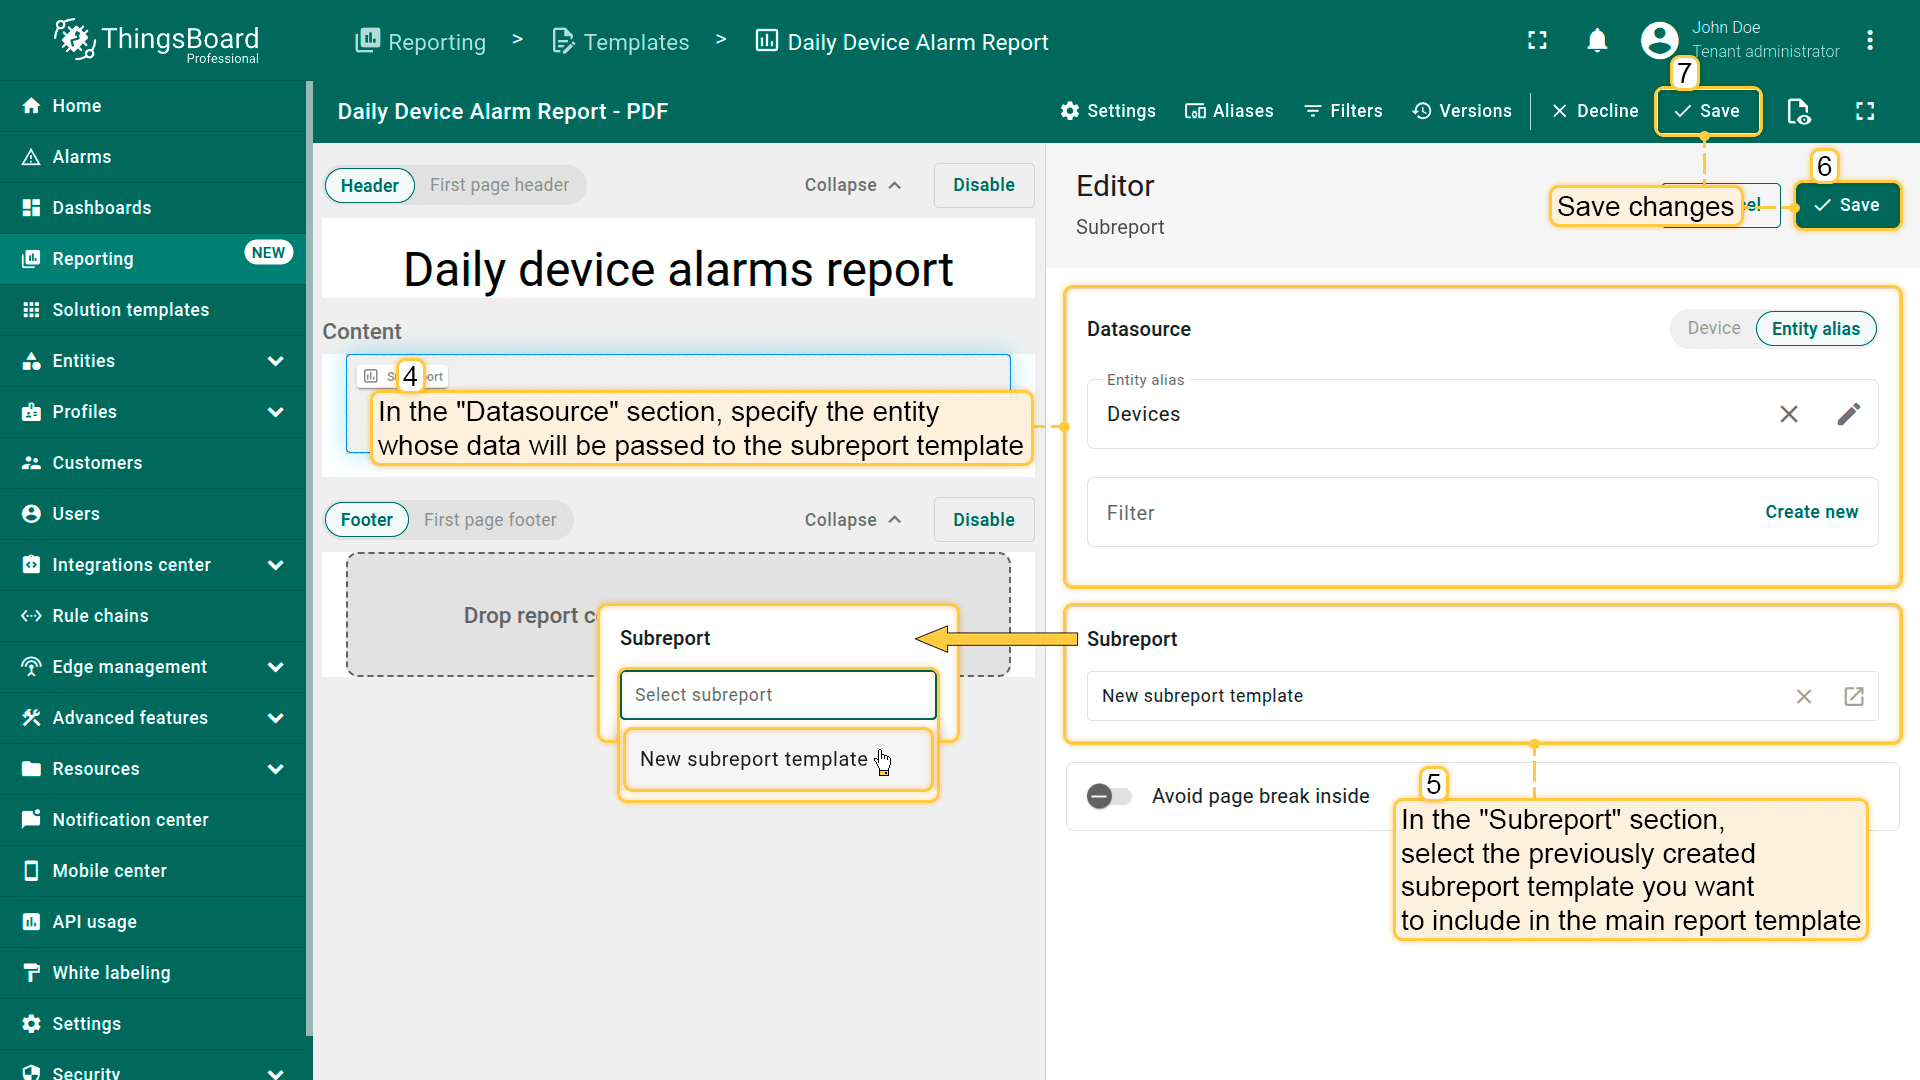 ThingsBoard
Professional
Reporting > Templates > Daily Device Alarm Report
John Doe
Tenant administrator
Home
Alarms
Dashboards
Reporting
NEW
Solution templates
Entities
Profiles
Customers
Users
Integrations center
Rule chains
Edge management
Advanced features
Resources
Notification center
Mobile center
API usage
White labeling
Settings
Security
Daily Device Alarm Report - PDF
Settings
Aliases
Filters
Versions
Decline
7
Save
Header
First page header
Collapse
Disable
Daily device alarms report
Content
4
In the "Datasource" section, specify the entity
whose data will be passed to the subreport template
Footer
First page footer
Collapse
Disable
Drop report
Subreport
Select subreport
New subreport template
Editor
Subreport
Save changes
6
Save
Datasource
Device
Entity alias
Entity alias
Devices
Filter
Create new
Subreport
New subreport template
Avoid page break inside
5
In the "Subreport" section,
select the previously created
subreport template you want
to include in the main report template